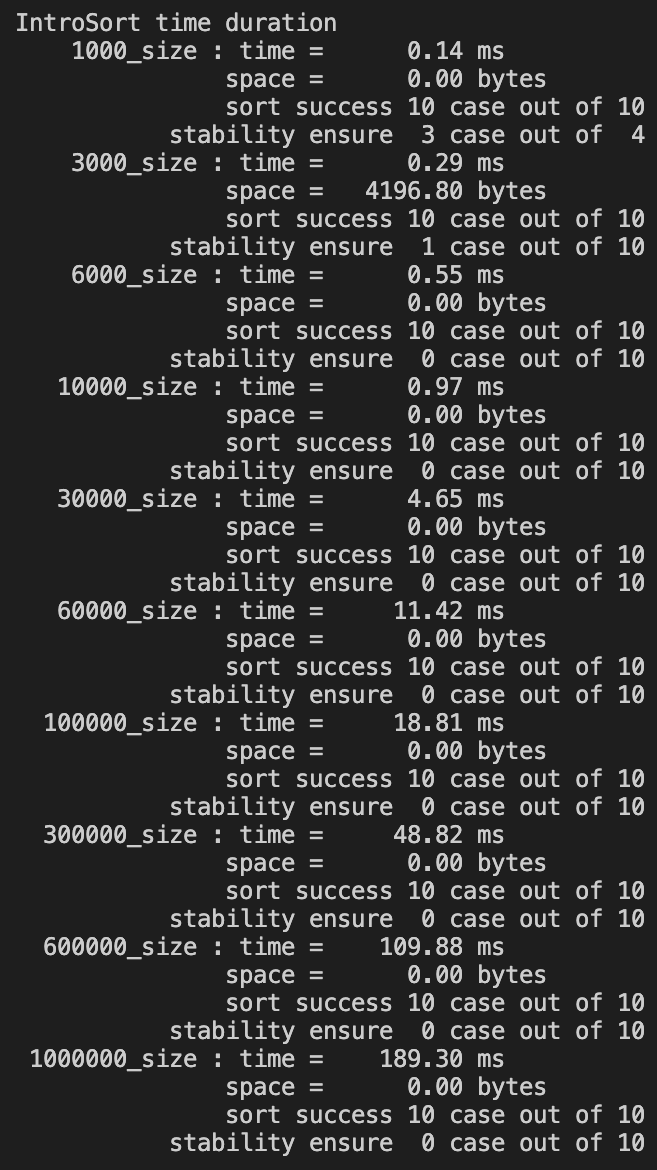 IntroSort time duration
1000_size : time = 0.14 ms
space = 0.00 bytes
sort success 10 case out of 10
stability ensure 3 case out of 4
3000_size : time = 0.29 ms
space = 4196.80 bytes
sort success 10 case out of 10
stability ensure 1 case out of 10
6000_size : time = 0.55 ms
space = 0.00 bytes
sort success 10 case out of 10
stability ensure 0 case out of 10
10000_size : time = 0.97 ms
space = 0.00 bytes
sort success 10 case out of 10
stability ensure 0 case out of 10
30000_size : time = 4.65 ms
space = 0.00 bytes
sort success 10 case out of 10
stability ensure 0 case out of 10
60000_size : time = 11.42 ms
space = 0.00 bytes
sort success 10 case out of 10
stability ensure 0 case out of 10
100000_size : time = 18.81 ms
space = 0.00 bytes
sort success 10 case out of 10
stability ensure 0 case out of 10
300000_size : time = 48.82 ms
space = 0.00 bytes
sort success 10 case out of 10
stability ensure 0 case out of 10
600000_size : time = 109.88 ms
space = 0.00 bytes
sort success 10 case out of 10
stability ensure 0 case out of 10
1000000_size : time = 189.30 ms
space = 0.00 bytes
sort success 10 case out of 10
stability ensure 0 case out of 10